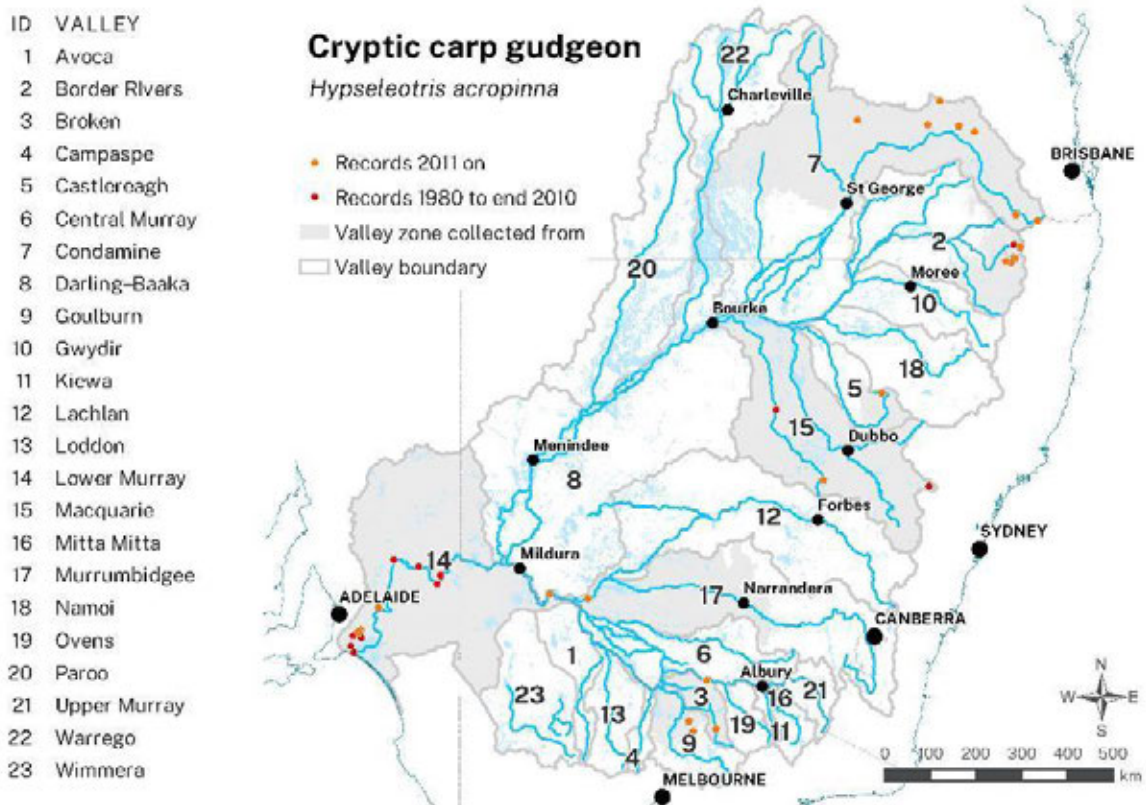 ID VALLEY
1 Avoca
2 Border RIvers
3 Broken
4 Campaspe
5 Castlereagh
6 Central Murray
7 Condamine
8 Darling–Baaka
9 Goulburn
10 Gwydir
11 Kiewa
12 Lachlan
13 Loddon
14 Lower Murray
15 Macquarie
16 Mitta Mitta
17 Murrumbidgee
18 Namoi
19 Ovens
20 Paroo
21 Upper Murray
22 Warrego
23 Wimmera
Cryptic carp gudgeon
Hypseleotris acropinna
Records 2011 on
Records 1980 to end 2010
Valley zone collected from
Valley boundary
22
Charleville
BRISBANE
7
St George
2
20
Moree
10
Bourke
18
5
15
Dubbo
Menindee
8
Forbes
12
SYDNEY
14
Mildura
ADELAIDE
17
Narrandera
CANBERRA
1
6
Albury
23
3
16
21
13
19
11
9
4
MELBOURNE
N
W
E
S
0 100 200 300 400 500
km